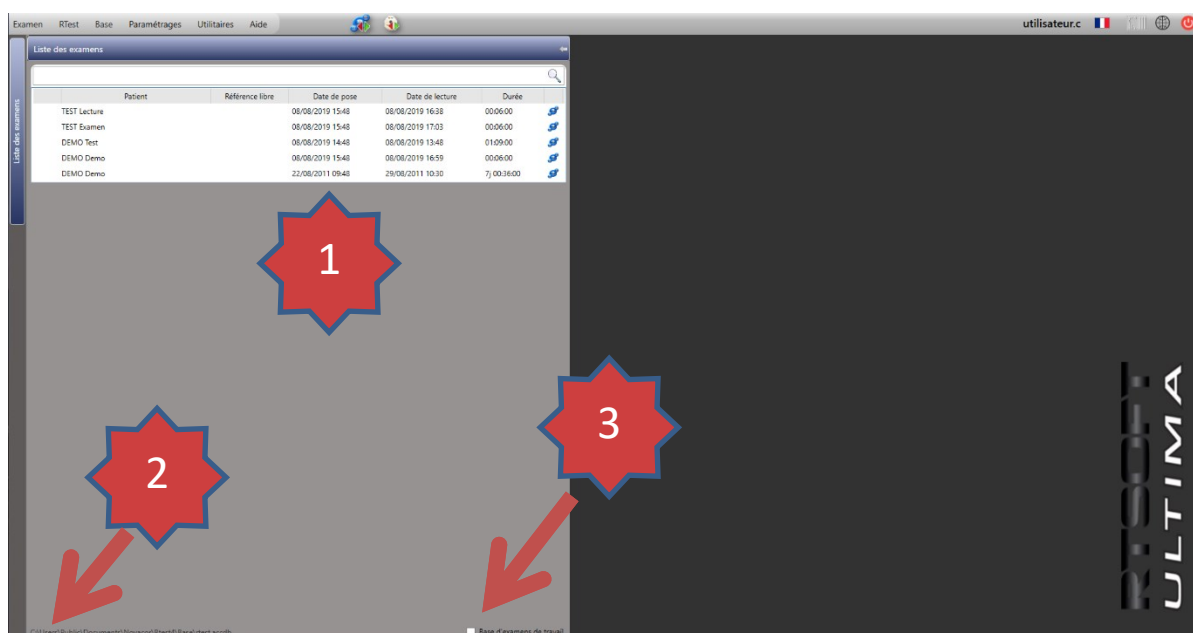 Examen RTest Base Paramétrages Utilitaires Aide utilisateur.c
Liste des examens
Liste des examens
Patient Référence libre Date de pose Date de lecture Durée
TEST Lecture 08/08/2019 15:48 08/08/2019 16:38 00:06:00
TEST Examen 08/08/2019 15:48 08/08/2019 17:03 00:06:00
DEMO Test 08/08/2019 14:48 08/08/2019 13:48 01:09:00
DEMO Demo 08/08/2019 15:48 08/08/2019 16:59 00:06:00
DEMO Demo 22/08/2011 09:48 29/08/2011 10:30 7j 00:36:00
1
2
3
RTSOFT
ULTIMA
Base d'examens de travail